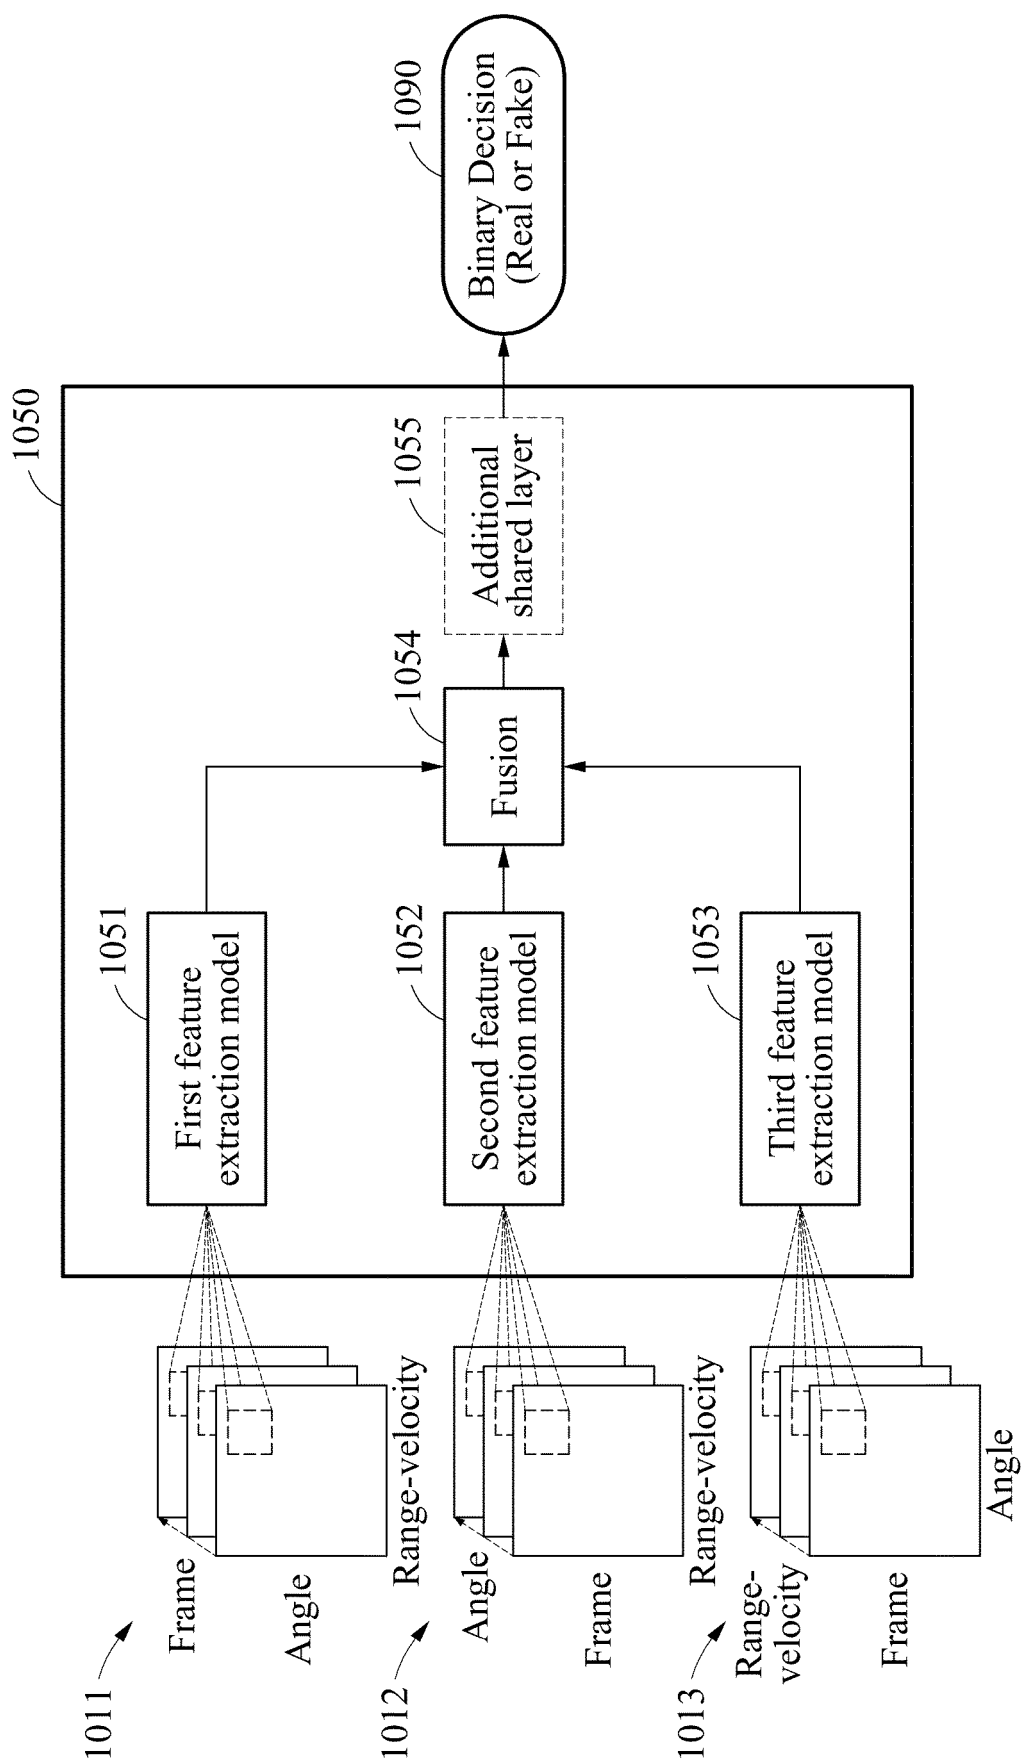 1011
Frame
Angle
Range-velocity
1012
Angle
Frame
Range-velocity
1013
Range-
velocity
Frame
Angle
1050
1051
First feature
extraction model
1052
Second feature
extraction model
1053
Third feature
extraction model
1054
Fusion
1055
Additional
shared layer
1090
Binary Decision
(Real or Fake)